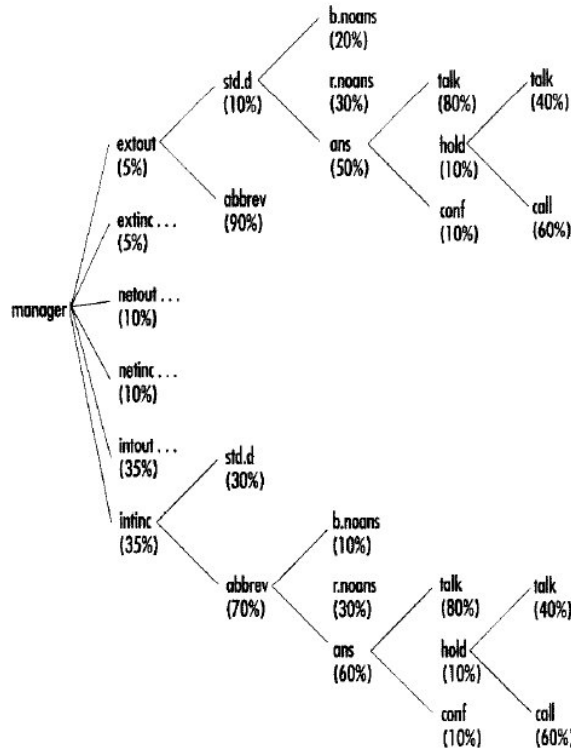 b.noans
(20%)
std.d
(10%)
r.noans
(30%)
talk
(80%)
talk
(40%)
extout
(5%)
ans
(50%)
hold
(10%)
abbrev
(90%)
conf
(10%)
call
(60%)
extinc...
(5%)
netout...
(10%)
manager
netinc...
(10%)
intout...
(35%)
std.d
(30%)
intinc
(35%)
b.noans
(10%)
abbrev
(70%)
r.noans
(30%)
talk
(80%)
talk
(40%)
ans
(60%)
hold
(10%)
conf
(10%)
call
(60%)